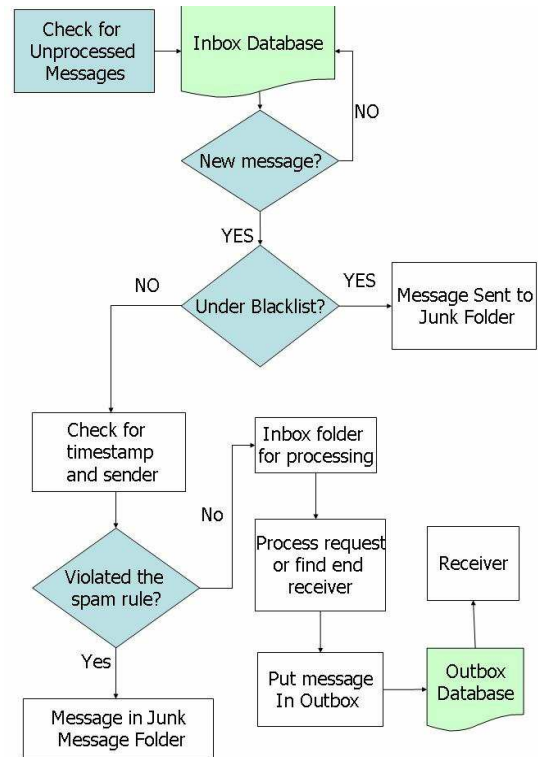 Check for
Unprocessed
Messages
Inbox Database
NO
New message?
YES
NO
Under Blacklist?
YES
Message Sent to
Junk Folder
Check for
timestamp
and sender
No
Inbox folder
for processing
Violated the
spam rule?
Process request
or find end
receiver
Receiver
Yes
Put message
In Outbox
Outbox
Database
Message in Junk
Message Folder